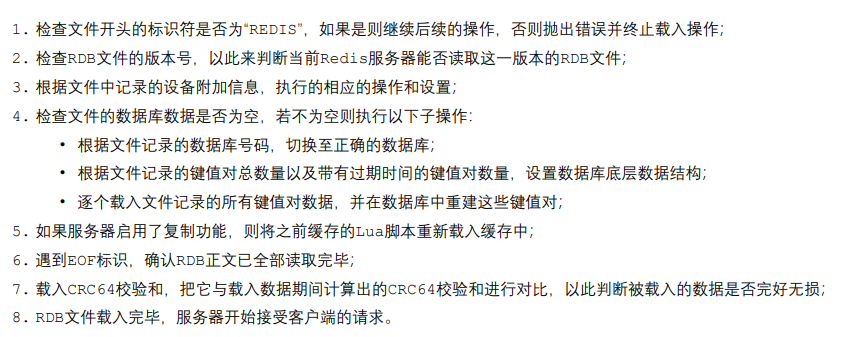 1. 检查文件开头的标识符是否为“REDIS”，如果是则继续后续的操作，否则抛出错误并终止载入操作；
2. 检查RDB文件的版本号，以此来判断当前Redis服务器能否读取这一版本的RDB文件；
3. 根据文件中记录的设备附加信息，执行的相应的操作和设置；
4. 检查文件的数据库数据是否为空，若不为空则执行以下子操作：
• 根据文件记录的数据库号码，切换至正确的数据库；
• 根据文件记录的键值对总数量以及带有过期时间的键值对数量，设置数据库底层数据结构；
• 逐个载入文件记录的所有键值对数据，并在数据库中重建这些键值对；
5. 如果服务器启用了复制功能，则将之前缓存的Lua脚本重新载入缓存中；
6. 遇到EOF标识，确认RDB正文已全部读取完毕；
7. 载入CRC64校验和，把它与载入数据期间计算出的CRC64校验和进行对比，以此判断被载入的数据是否完好无损；
8. RDB文件载入完毕，服务器开始接受客户端的请求。